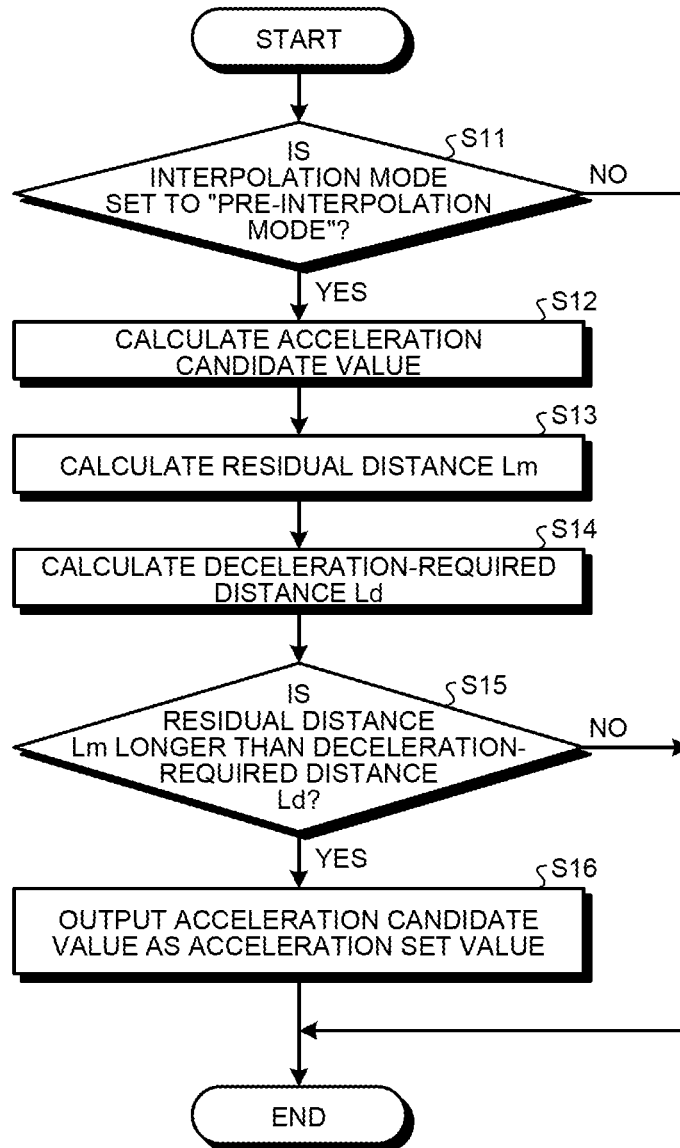 START
S11
IS
INTERPOLATION MODE
SET TO "PRE-INTERPOLATION
MODE"?
NO
YES
S12
CALCULATE ACCELERATION
CANDIDATE VALUE
S13
CALCULATE RESIDUAL DISTANCE Lm
S14
CALCULATE DECELERATION-REQUIRED
DISTANCE Ld
S15
IS
RESIDUAL DISTANCE
Lm LONGER THAN DECELERATION-
REQUIRED DISTANCE
Ld?
NO
YES
S16
OUTPUT ACCELERATION CANDIDATE
VALUE AS ACCELERATION SET VALUE
END